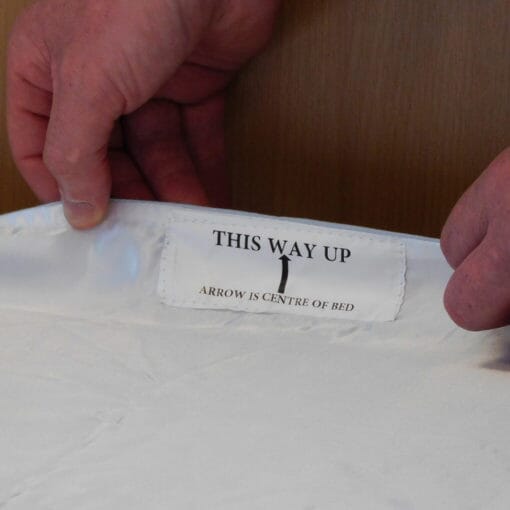 THIS WAY UP
ARROW IS CENTRE OF BED